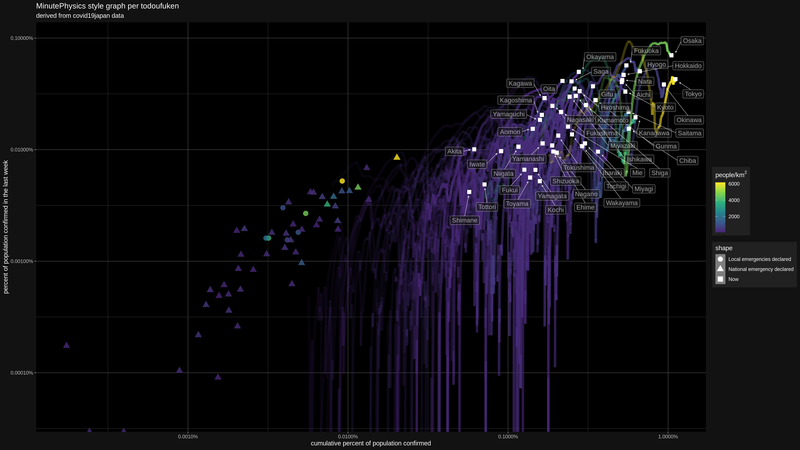 MinutePhysics style graph per todoufuken
derived from covid19japan data
percent of population confirmed in the last week
0.10000%
0.01000%
0.00100%
0.00010%
0.0010%
0.0100%
0.1000%
1.0000%
cumulative percent of population confirmed
Osaka
Fukuoka
Okayama
Hyogo
Hokkaido
Saga
Nara
Kagawa
Oita
Gifu
Aichi
Tokyo
Kagoshima
Hiroshima
Kyoto
Yamaguchi
Nagasaki
Kumamoto
Okinawa
Aomori
Fukushima
Kanagawa
Saitama
Akita
Miyazaki
Gunma
Iwate
Yamanashi
Ishikawa
Chiba
Niigata
Tokushima
Ibaraki
Mie
Shiga
Fukui
Shizuoka
Tochigi
Miyagi
Shimane
Tottori
Toyama
Yamagata
Nagano
Kochi
Ehime
Wakayama
people/km²
6000
4000
2000
shape
Local emergencies declared
National emergency declared
Now